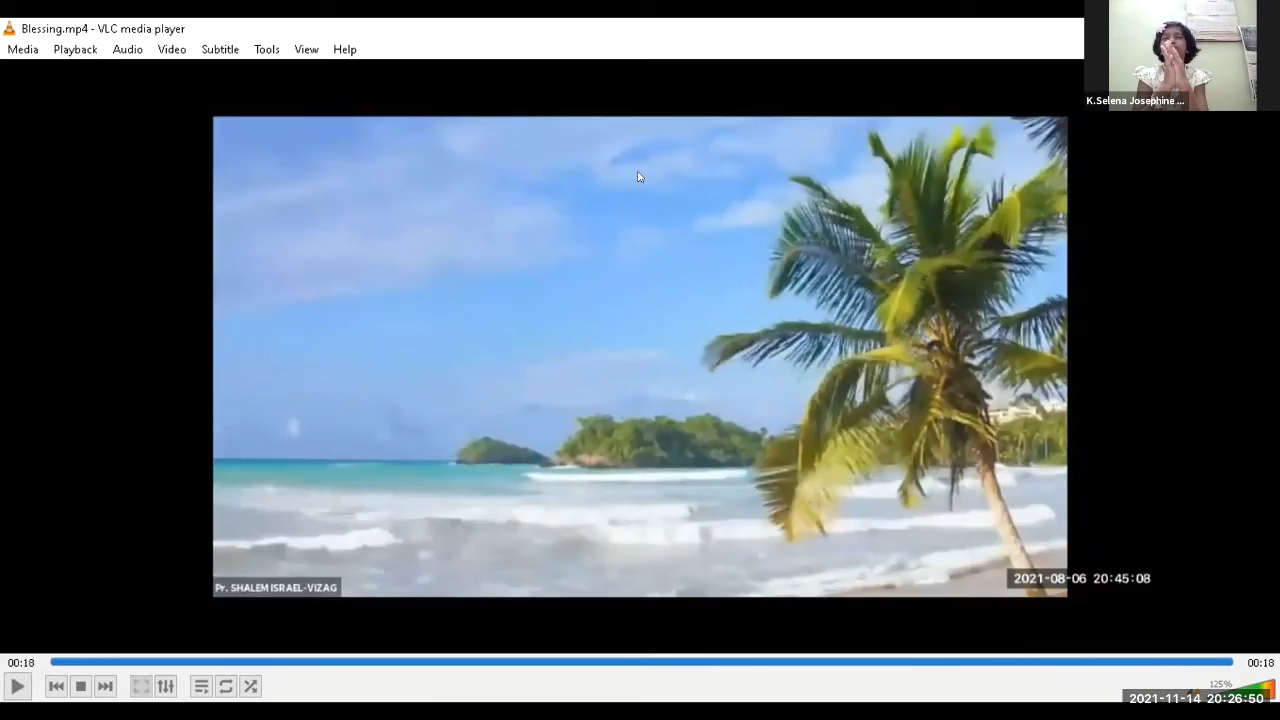 Blessing.mp4 - VLC media player
Media Playback Audio Video Subtitle Tools View Help
K.Selena Josephine ...
Pr. SHALEM ISRAEL-VIZAG
2021-08-06 20:45:08
00:18
00:18
125%
2021-11-14 20:26:50